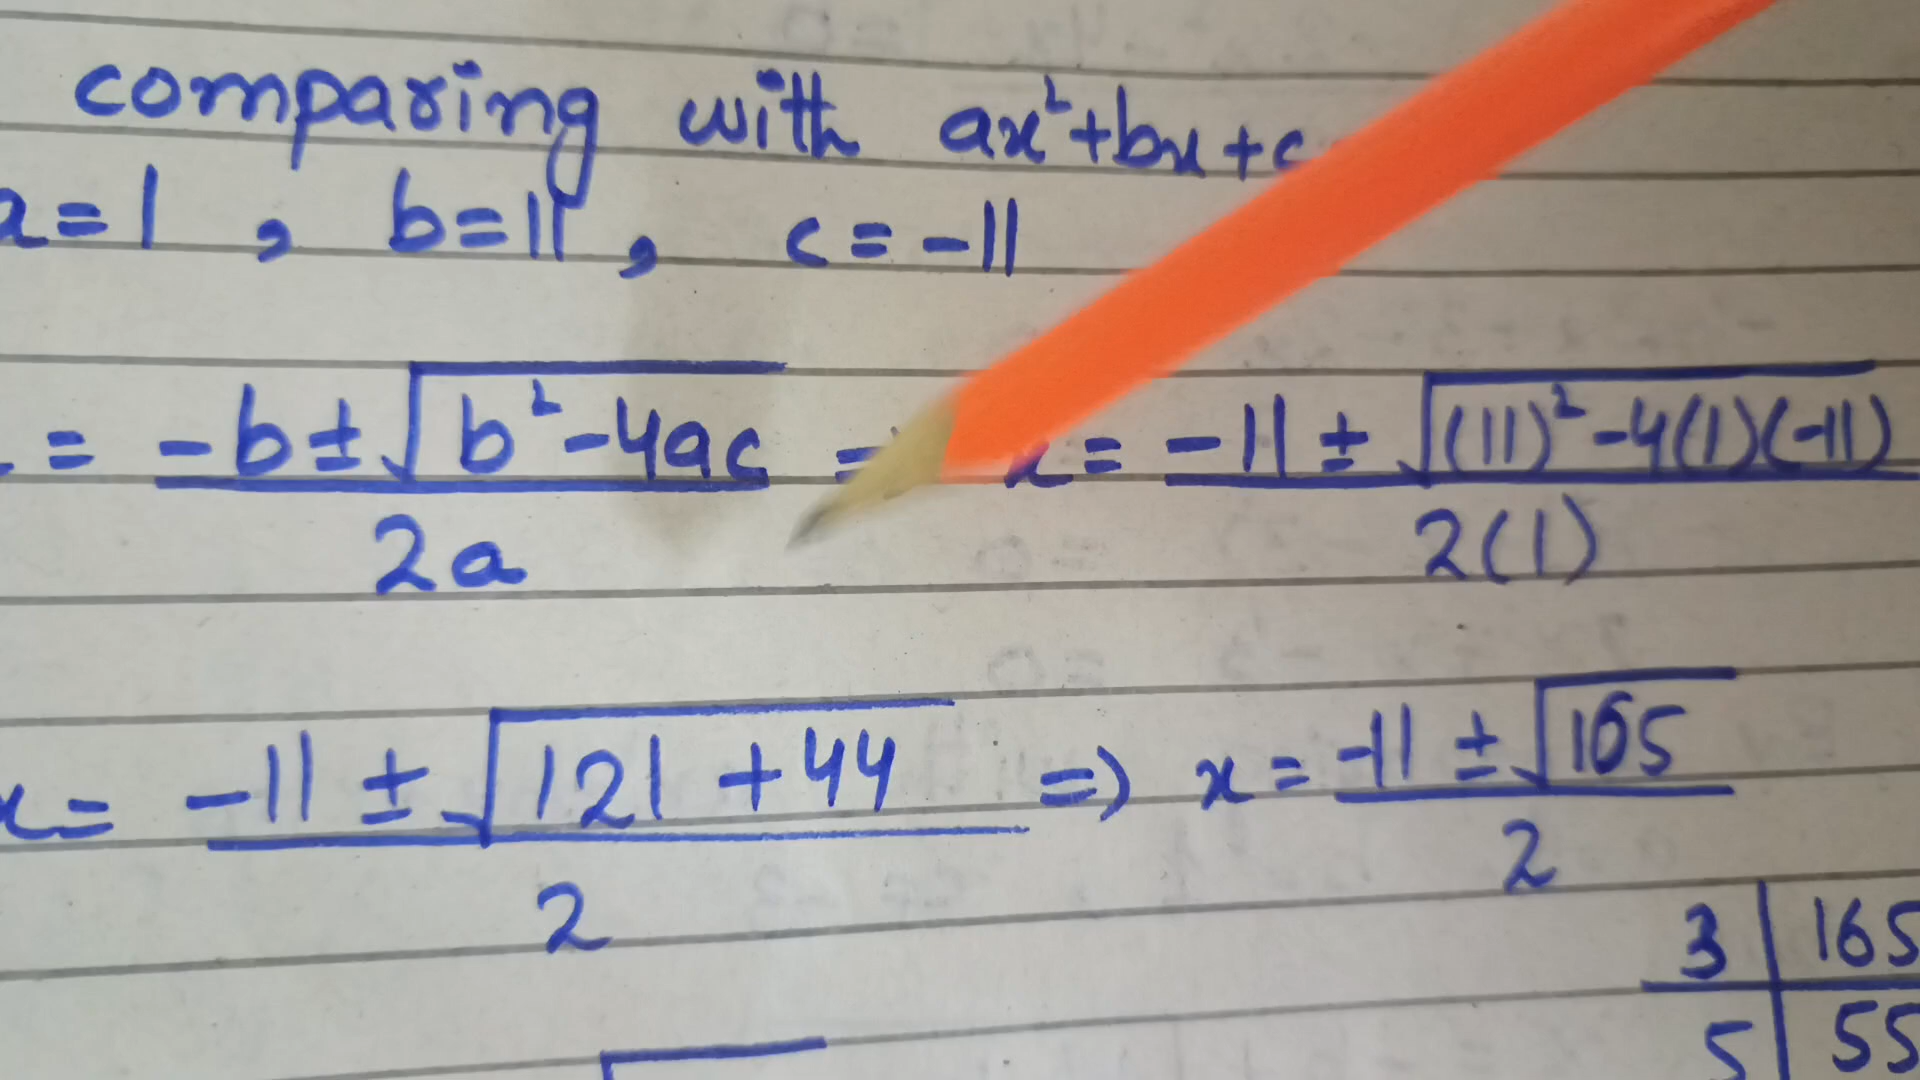 comparing with ax²+bx+c
a=1 , b=11 , c=-11
= -b±√b²-4ac / 2a = x= -11±√(11)²-4(1)(-11) / 2(1)
x= -11±√121+44 / 2 => x= -11±√165 / 2
3 | 165
5 | 55